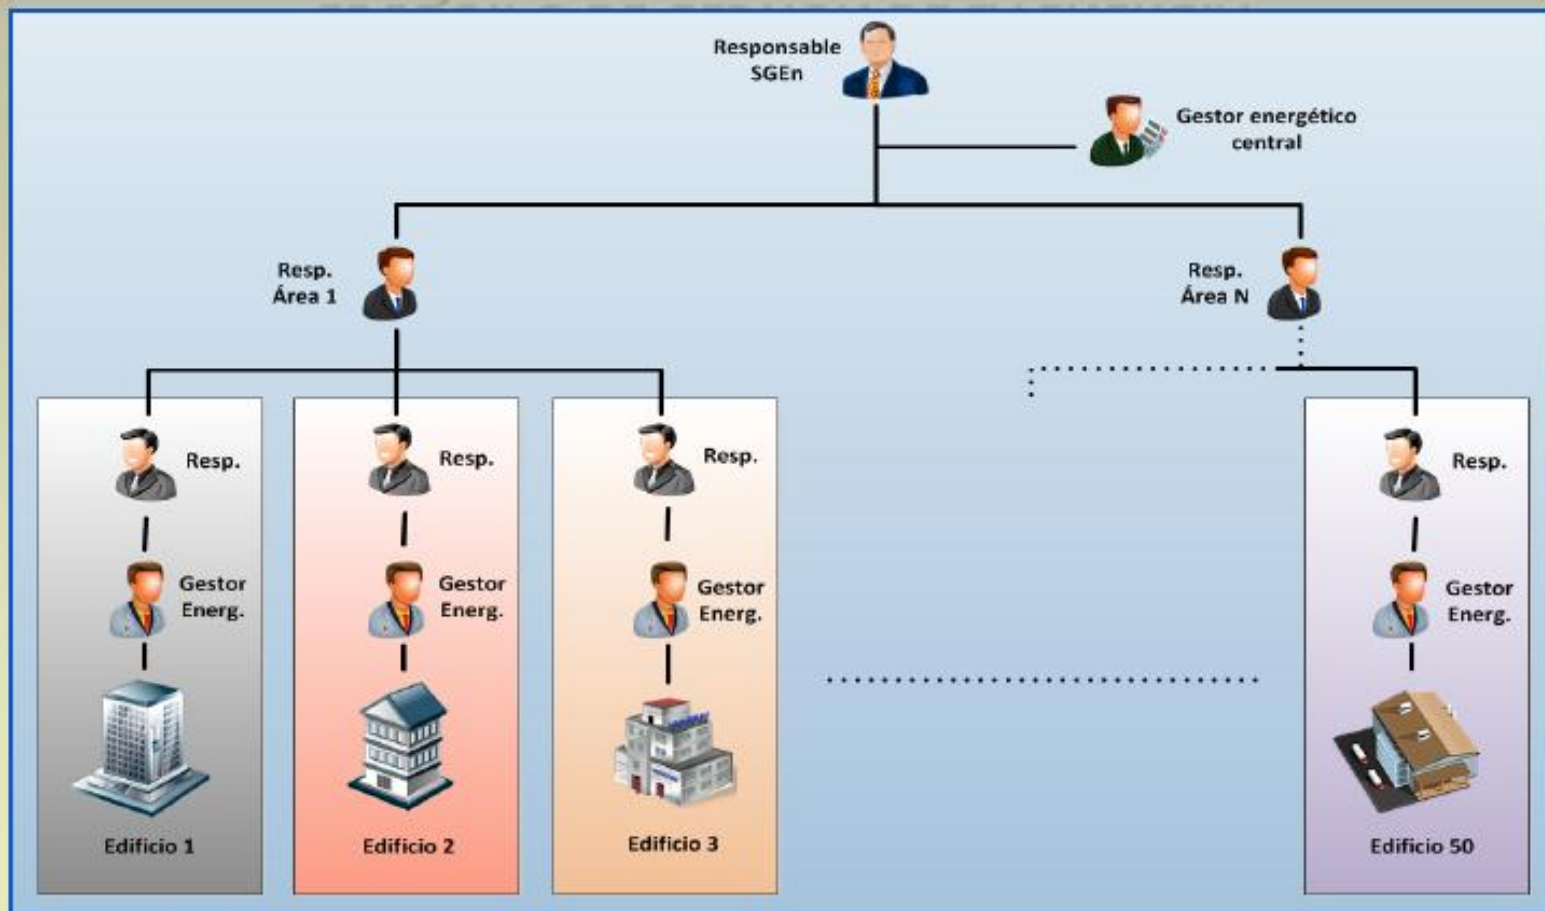 Responsable
SGEn
Gestor energético
central
Resp.
Área 1
Resp.
Área N
Resp.
Resp.
Resp.
Resp.
Gestor
Energ.
Gestor
Energ.
Gestor
Energ.
Gestor
Energ.
Edificio 1
Edificio 2
Edificio 3
Edificio 50